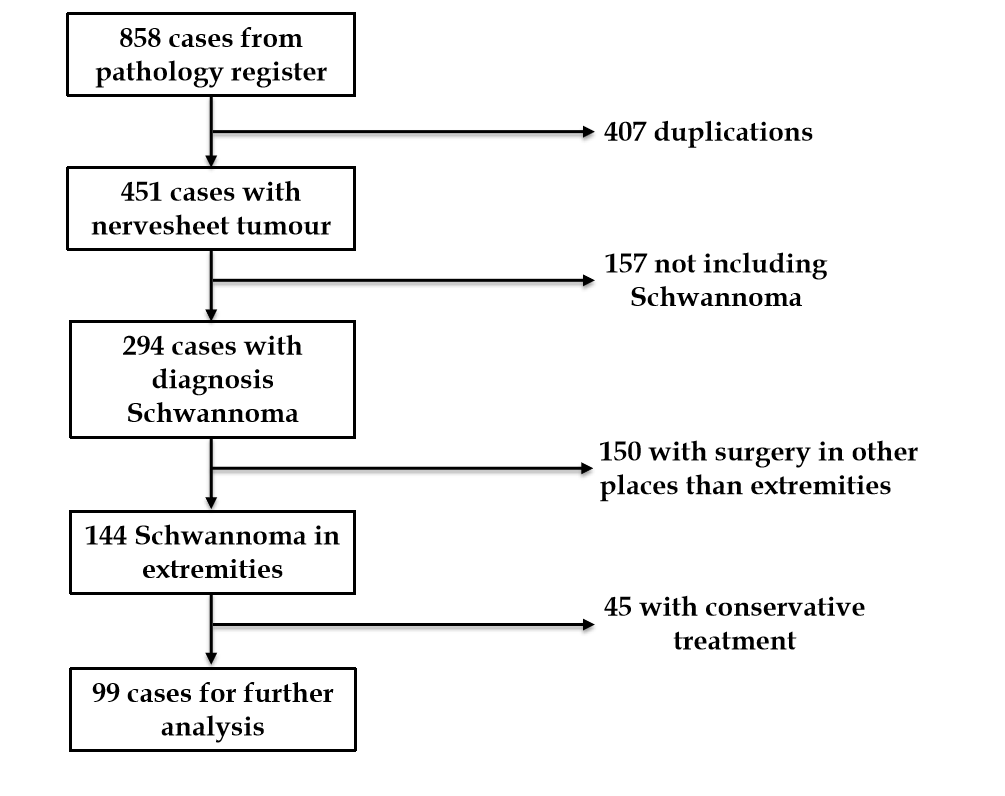 858 cases from
pathology register
407 duplications
451 cases with
nervesheet tumour
157 not including
Schwannoma
294 cases with
diagnosis
Schwannoma
150 with surgery in other
places than extremities
144 Schwannoma in
extremities
45 with conservative
treatment
99 cases for further
analysis